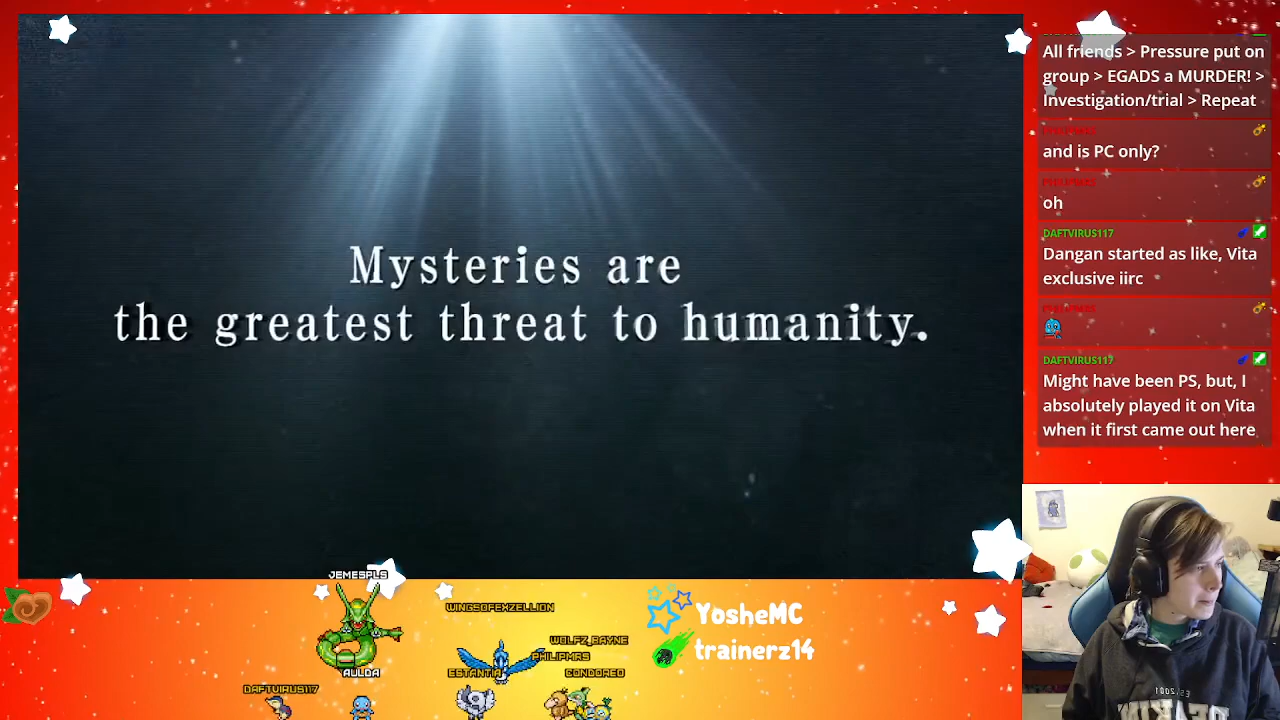 Mysteries are
the greatest threat to humanity.
All friends > Pressure put on
group > EGADS a MURDER! >
Investigation/trial > Repeat
and is PC only?
oh
DAFTVIRUS117
Dangan started as like, Vita
exclusive iirc
DAFTVIRUS117
Might have been PS, but, I
absolutely played it on Vita
when it first came out here
JEMESPLS
WINGSOFEXZELLION
WOLFZ_RAYNE
PHILIPMRS
ESTANTIA
CONDOREO
AULDA
DAFTVIRUS117
YosheMC
trainerz14